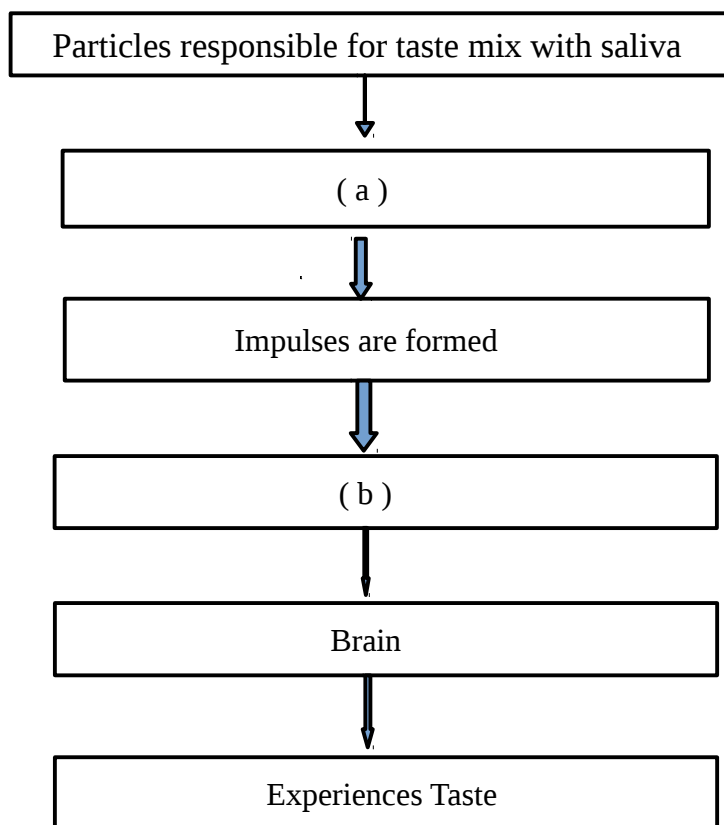 Particles responsible for taste mix with saliva
( a )
Impulses are formed
( b )
Brain
Experiences Taste